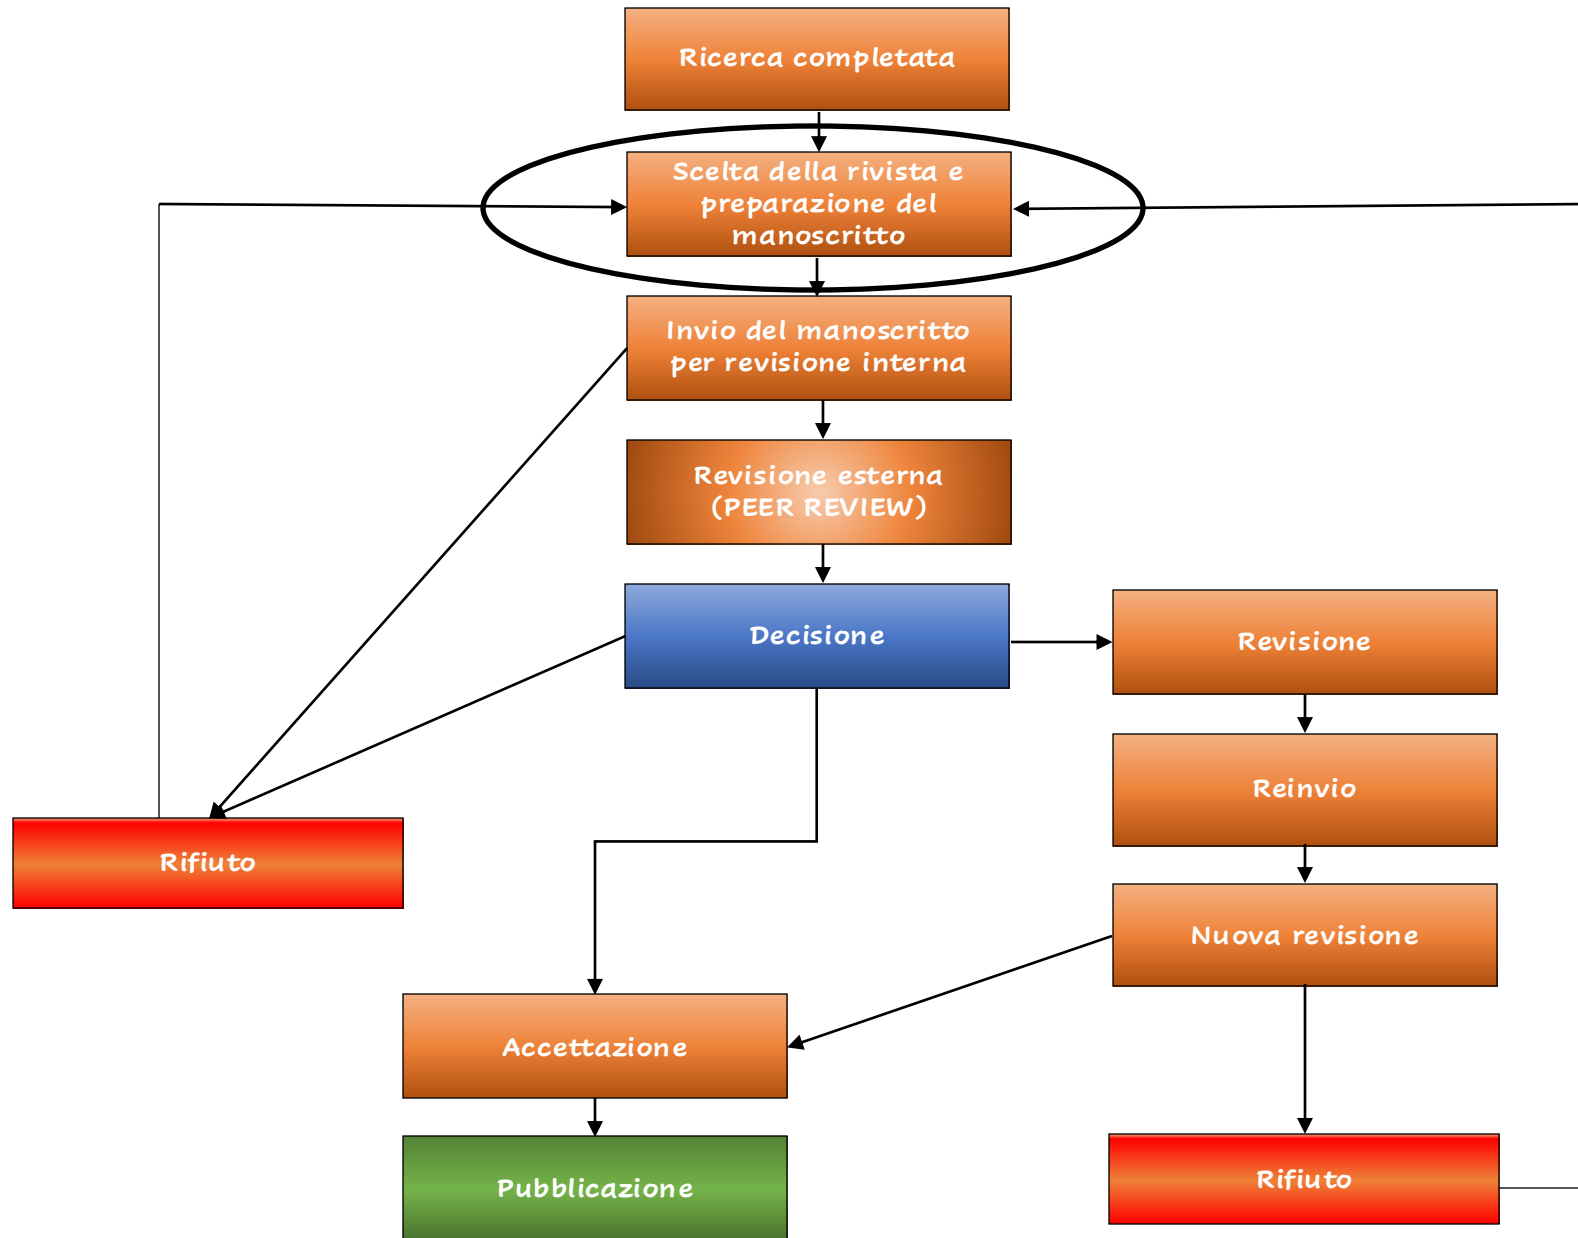 Ricerca completata
Scelta della rivista e
preparazione del
manoscritto
Invio del manoscritto
per revisione interna
Revisione esterna
(PEER REVIEW)
Decisione
Revisione
Reinvio
Rifiuto
Nuova revisione
Accettazione
Rifiuto
Pubblicazione